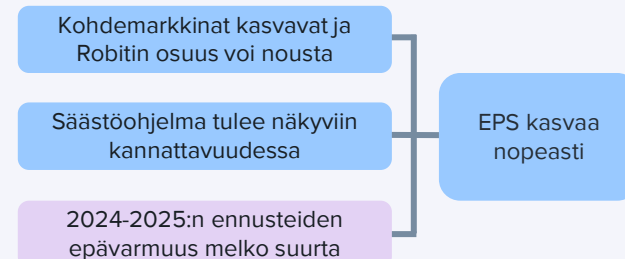 Kohdemarkkinat kasvavat ja
Robitin osuus voi nousta
Säästöohjelma tulee näkyviin
kannattavuudessa
EPS kasvaa
nopeasti
2024-2025:n ennusteiden
epävarmuus melko suurta